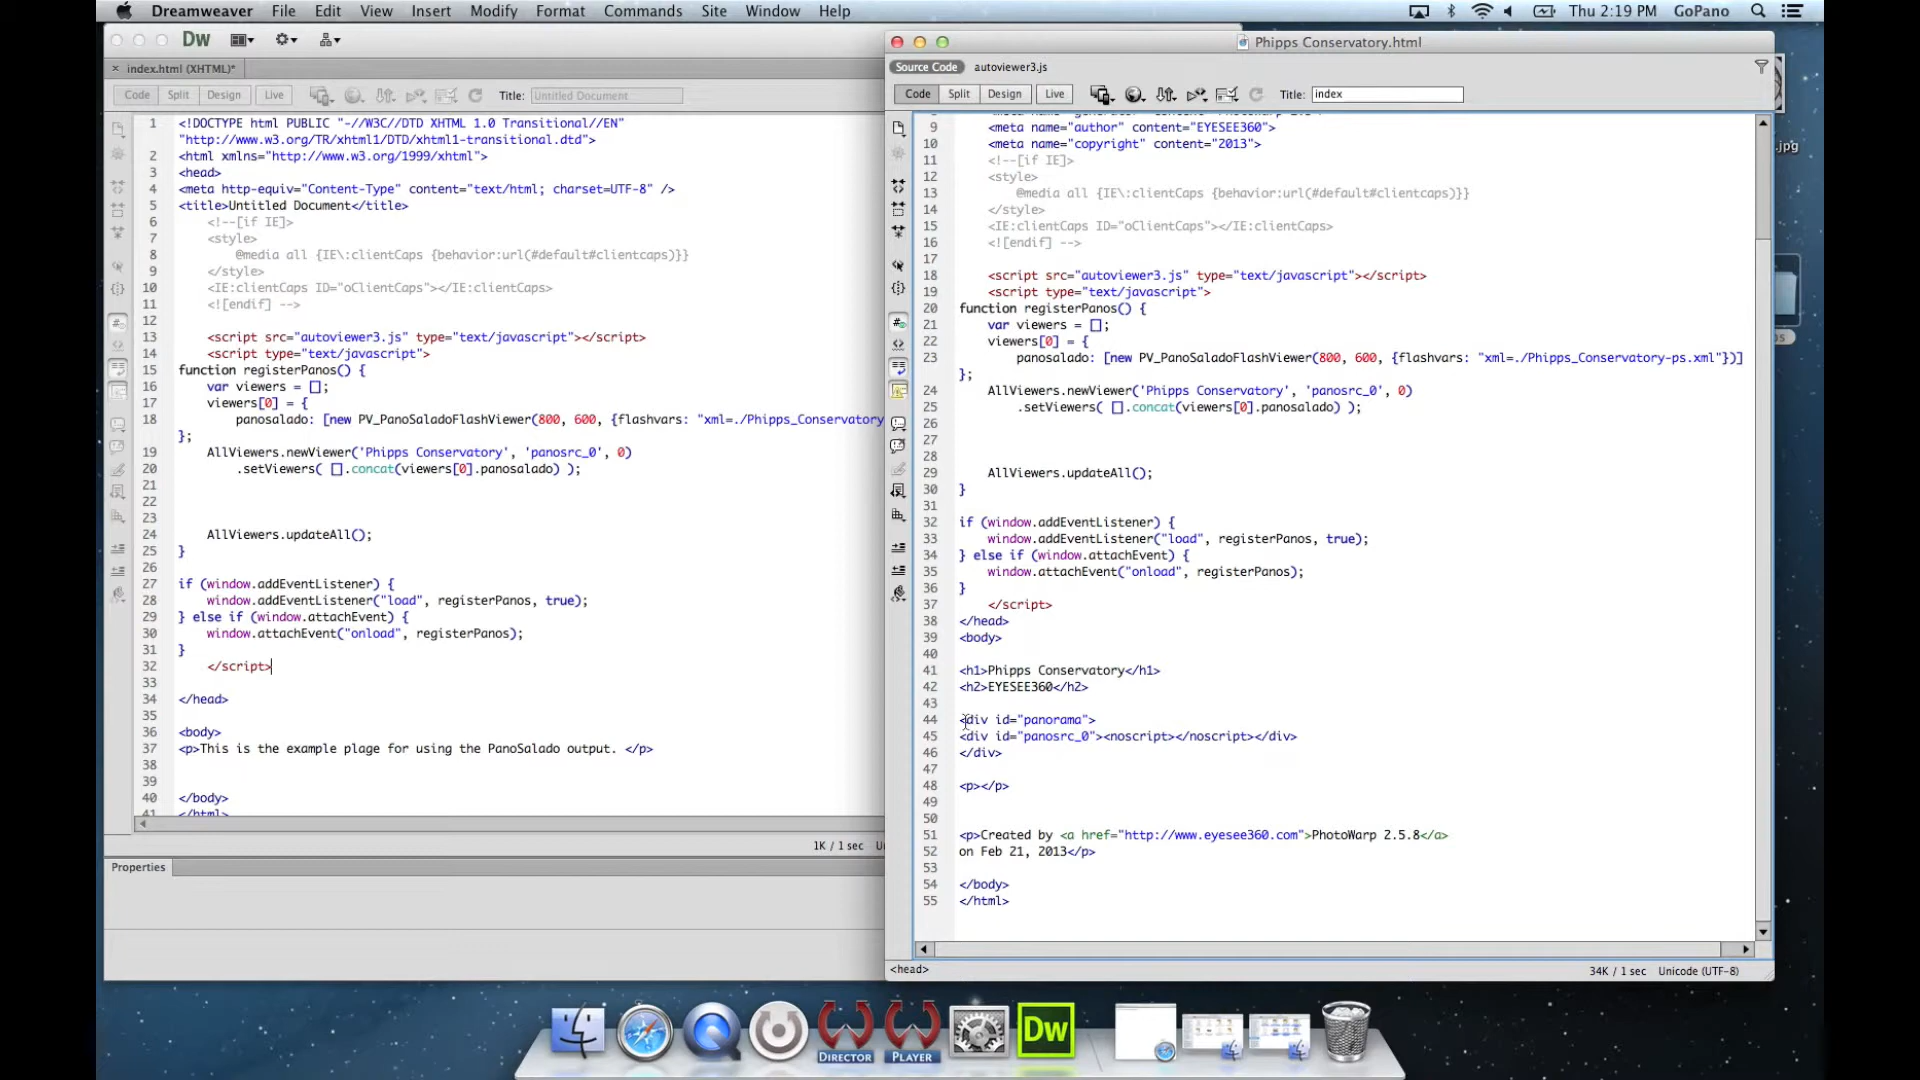 Dreamweaver File Edit View Insert Modify Format Commands Site Window Help Thu 2:19 PM GoPano
Dw
index.html (XHTML)*
Code Split Design Live Title: Untitled Document
1 <!DOCTYPE html PUBLIC "-//W3C//DTD XHTML 1.0 Transitional//EN"
"http://www.w3.org/TR/xhtml1/DTD/xhtml1-transitional.dtd">
2 <html xmlns="http://www.w3.org/1999/xhtml">
3 <head>
4 <meta http-equiv="Content-Type" content="text/html; charset=UTF-8" />
5 <title>Untitled Document</title>
6 <!--[if IE]>
7 <style>
8 @media all {IE\:clientCaps {behavior:url(#default#clientcaps)}}
9 </style>
10 <IE:clientCaps ID="oClientCaps"></IE:clientCaps>
11 <![endif] -->
12
13 <script src="autoviewer3.js" type="text/javascript"></script>
14 <script type="text/javascript">
15 function registerPanos() {
16 var viewers = [];
17 viewers[0] = {
18 panosalado: [new PV_PanoSaladoFlashViewer(800, 600, {flashvars: "xml=./Phipps_Conservatory
};
19 AllViewers.newViewer('Phipps Conservatory', 'panosrc_0', 0)
20 .setViewers( [].concat(viewers[0].panosalado) );
21
22
23
24 AllViewers.updateAll();
25 }
26
27 if (window.addEventListener) {
28 window.addEventListener("load", registerPanos, true);
29 } else if (window.attachEvent) {
30 window.attachEvent("onload", registerPanos);
31 }
32 </script>
33
34 </head>
35
36 <body>
37 <p>This is the example plage for using the PanoSalado output. </p>
38
39
40 </body>
41 </html>
1K / 1 sec
Properties
Phipps Conservatory.html
Source Code autoviewer3.js
Code Split Design Live Title: index
9 <meta name="author" content="EYESEE360">
10 <meta name="copyright" content="2013">
11 <!--[if IE]>
12 <style>
13 @media all {IE\:clientCaps {behavior:url(#default#clientcaps)}}
14 </style>
15 <IE:clientCaps ID="oClientCaps"></IE:clientCaps>
16 <![endif] -->
17
18 <script src="autoviewer3.js" type="text/javascript"></script>
19 <script type="text/javascript">
20 function registerPanos() {
21 var viewers = [];
22 viewers[0] = {
23 panosalado: [new PV_PanoSaladoFlashViewer(800, 600, {flashvars: "xml=./Phipps_Conservatory-ps.xml"})]
};
24 AllViewers.newViewer('Phipps Conservatory', 'panosrc_0', 0)
25 .setViewers( [].concat(viewers[0].panosalado) );
26
27
28
29 AllViewers.updateAll();
30 }
31
32 if (window.addEventListener) {
33 window.addEventListener("load", registerPanos, true);
34 } else if (window.attachEvent) {
35 window.attachEvent("onload", registerPanos);
36 }
37 </script>
38 </head>
39 <body>
40
41 <h1>Phipps Conservatory</h1>
42 <h2>EYESEE360</h2>
43
44 <div id="panorama">
45 <div id="panosrc_0"><noscript></noscript></div>
46 </div>
47
48 <p></p>
49
50
51 <p>Created by <a href="http://www.eyesee360.com">PhotoWarp 2.5.8</a>
52 on Feb 21, 2013</p>
53
54 </body>
55 </html>
<head> 34K / 1 sec Unicode (UTF-8)
.jpg
DIRECTOR PLAYER Dw